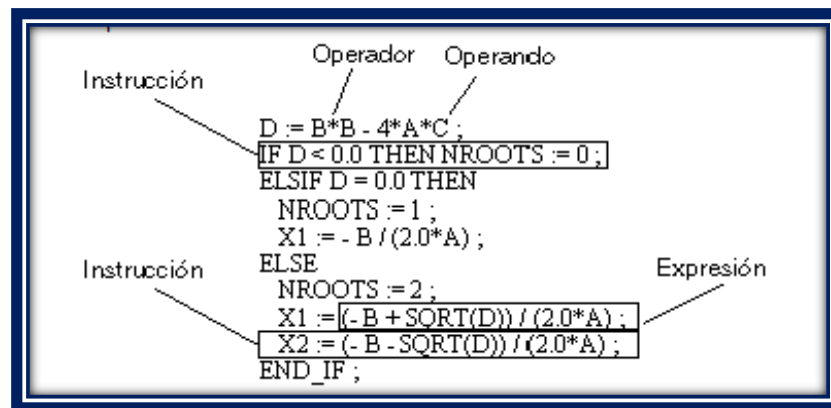 Operador Operando
Instrucción
D := B*B - 4*A*C ;
IF D < 0.0 THEN NROOTS := 0 ;
ELSIF D = 0.0 THEN
NROOTS := 1 ;
X1 := - B / (2.0*A) ;
Instrucción ELSE Expresión
NROOTS := 2 ;
X1 := (- B + SQRT(D)) / (2.0*A) ;
X2 := (- B - SQRT(D)) / (2.0*A) ;
END_IF ;